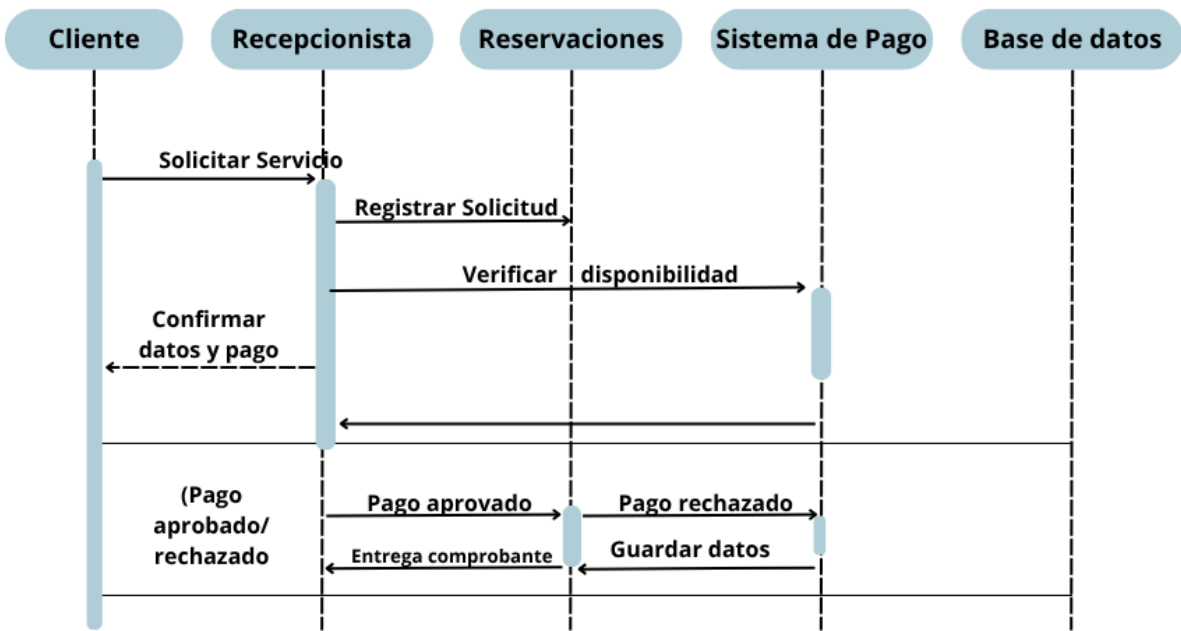 Cliente
Recepcionista
Reservaciones
Sistema de Pago
Base de datos
Solicitar Servicio
Registrar Solicitud
Verificar disponibilidad
Confirmar
datos y pago
(Pago
aprobado/
rechazado
Pago aprovado
Pago rechazado
Entrega comprobante
Guardar datos